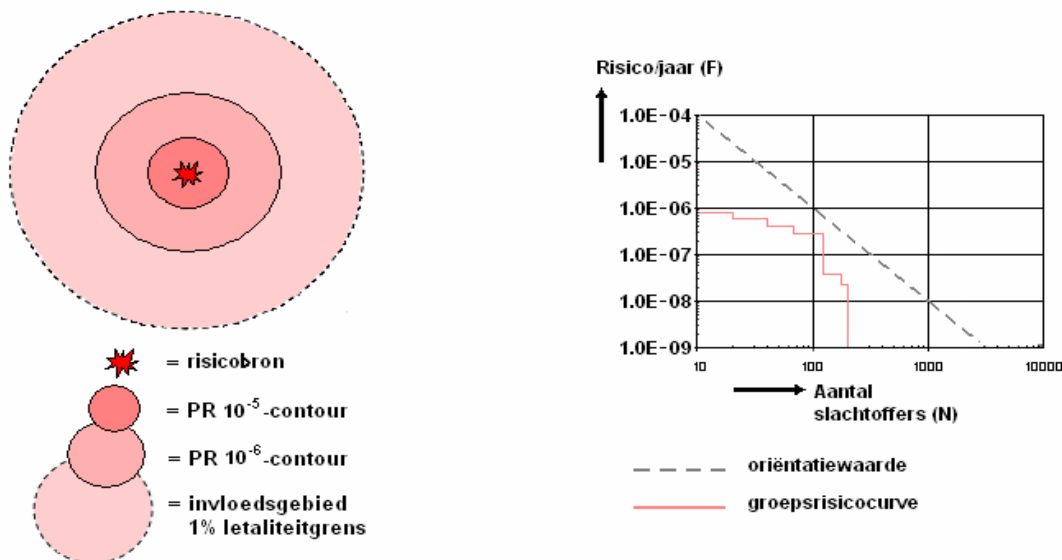 = risicobron
= PR 10⁻⁵-contour
= PR 10⁻⁶-contour
= invloedsgebied
1% letaliteitgrens
Risico/jaar (F)
1.0E-04
1.0E-05
1.0E-06
1.0E-07
1.0E-08
1.0E-09
10
100
1000
10000
Aantal
slachtoffers (N)
oriëntatiewaarde
groepsrisicocurve